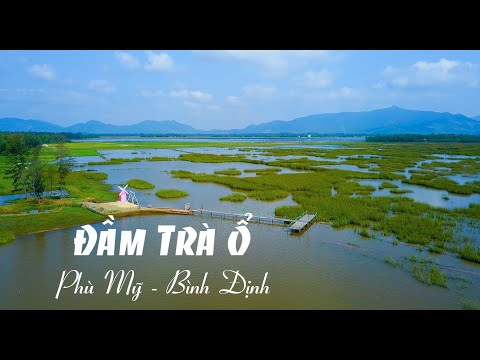 Đầm Trà Ổ
Phù Mỹ - Bình Định